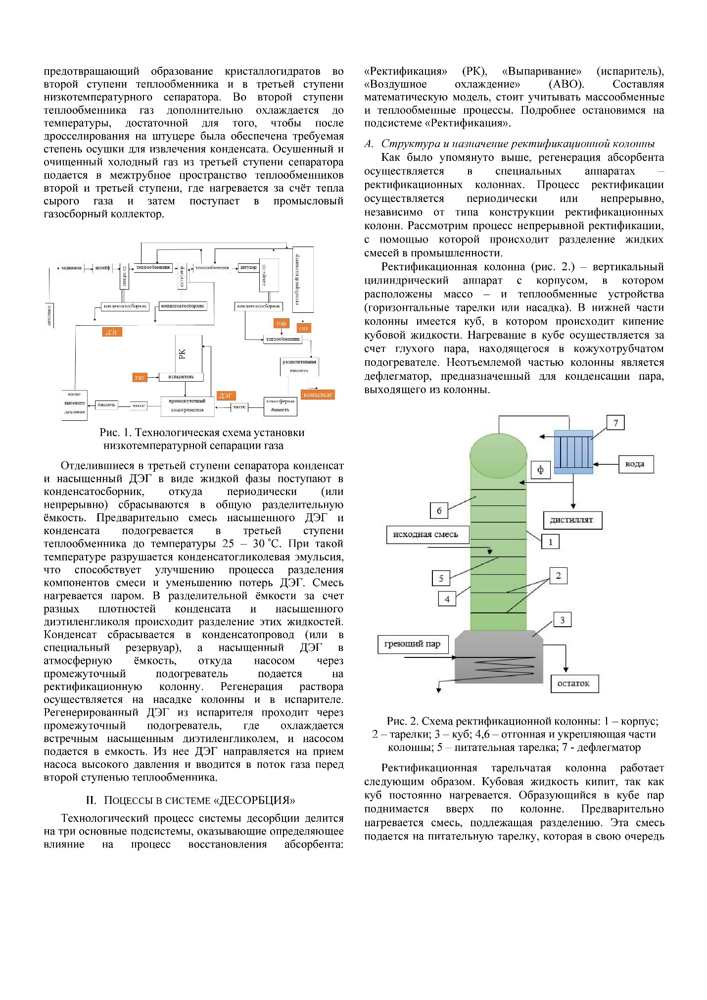 предотвращающий образование кристаллогидратов во
второй ступени теплообменника и в третьей ступени
низкотемпературного сепаратора. Во второй ступени
теплообменника газ дополнительно охлаждается до
температуры, достаточной для того, чтобы после
дросселирования на штуцере была обеспечена требуемая
степень осушки для извлечения конденсата. Осушенный и
очищенный холодный газ из третьей ступени сепаратора
подается в межтрубное пространство теплообменников
второй и третьей ступени, где нагревается за счёт тепла
сырого газа и затем поступает в промысловый
газосборный коллектор.
скважина
задвижка
шлейф
сепаратор
теплообменник
сепаратор
теплообменник
штуцер
сепаратор
газосборный коллектор
конденсатосборник
конденсатосборник
конденсатосборник
ДЭГ
пар
газ
теплообменник
РК
разделительная
емкость
газ
испаритель
конденсат
насос
высокого
давления
ёмкость
насос
промежуточный
подогреватель
ДЭГ
насос
атмосферная
ёмкость
Рис. 1. Технологическая схема установки
низкотемпературной сепарации газа
Отделившиеся в третьей ступени сепаратора конденсат
и насыщенный ДЭГ в виде жидкой фазы поступают в
конденсатосборник, откуда периодически (или
непрерывно) сбрасываются в общую разделительную
ёмкость. Предварительно смесь насыщенного ДЭГ и
конденсата подогревается в третьей ступени
теплообменника до температуры 25 – 30 °С. При такой
температуре разрушается конденсатогликолевая эмульсия,
что способствует улучшению процесса разделения
компонентов смеси и уменьшению потерь ДЭГ. Смесь
нагревается паром. В разделительной ёмкости за счет
разных плотностей конденсата и насыщенного
диэтиленгликоля происходит разделение этих жидкостей.
Конденсат сбрасывается в конденсатопровод (или в
специальный резервуар), а насыщенный ДЭГ в
атмосферную ёмкость, откуда насосом через
промежуточный подогреватель подается на
ректификационную колонну. Регенерация раствора
осуществляется на насадке колонны и в испарителе.
Регенерированный ДЭГ из испарителя проходит через
промежуточный подогреватель, где охлаждается
встречным насыщенным диэтиленгликолем, и насосом
подается в емкость. Из нее ДЭГ направляется на прием
насоса высокого давления и вводится в поток газа перед
второй ступенью теплообменника.
II. ПОЦЕССЫ В СИСТЕМЕ «ДЕСОРБЦИЯ»
Технологический процесс системы десорбции делится
на три основные подсистемы, оказывающие определяющее
влияние на процесс восстановления абсорбента:
«Ректификация» (РК), «Выпаривание» (испаритель),
«Воздушное охлаждение» (АВО). Составляя
математическую модель, стоит учитывать массообменные
и теплообменные процессы. Подробнее остановимся на
подсистеме «Ректификация».
А. Структура и назначение ректификационной колонны
Как было упомянуто выше, регенерация абсорбента
осуществляется в специальных аппаратах –
ректификационных колоннах. Процесс ректификации
осуществляется периодически или непрерывно,
независимо от типа конструкции ректификационных
колонн. Рассмотрим процесс непрерывной ректификации,
с помощью которой происходит разделение жидких
смесей в промышленности.
Ректификационная колонна (рис. 2.) – вертикальный
цилиндрический аппарат с корпусом, в котором
расположены массо – и теплообменные устройства
(горизонтальные тарелки или насадка). В нижней части
колонны имеется куб, в котором происходит кипение
кубовой жидкости. Нагревание в кубе осуществляется за
счет глухого пара, находящегося в кожухотрубчатом
подогревателе. Неотъемлемой частью колонны является
дефлегматор, предназначенный для конденсации пара,
выходящего из колонны.
7
вода
ф
6
дистиллят
исходная смесь
1
5
2
4
3
греющий пар
остаток
Рис. 2. Схема ректификационной колонны: 1 – корпус;
2 – тарелки; 3 – куб; 4,6 – отгонная и укрепляющая части
колонны; 5 – питательная тарелка; 7 - дефлегматор
Ректификационная тарельчатая колонна работает
следующим образом. Кубовая жидкость кипит, так как
куб постоянно нагревается. Образующийся в кубе пар
поднимается вверх по колонне. Предварительно
нагревается смесь, подлежащая разделению. Эта смесь
подается на питательную тарелку, которая в свою очередь